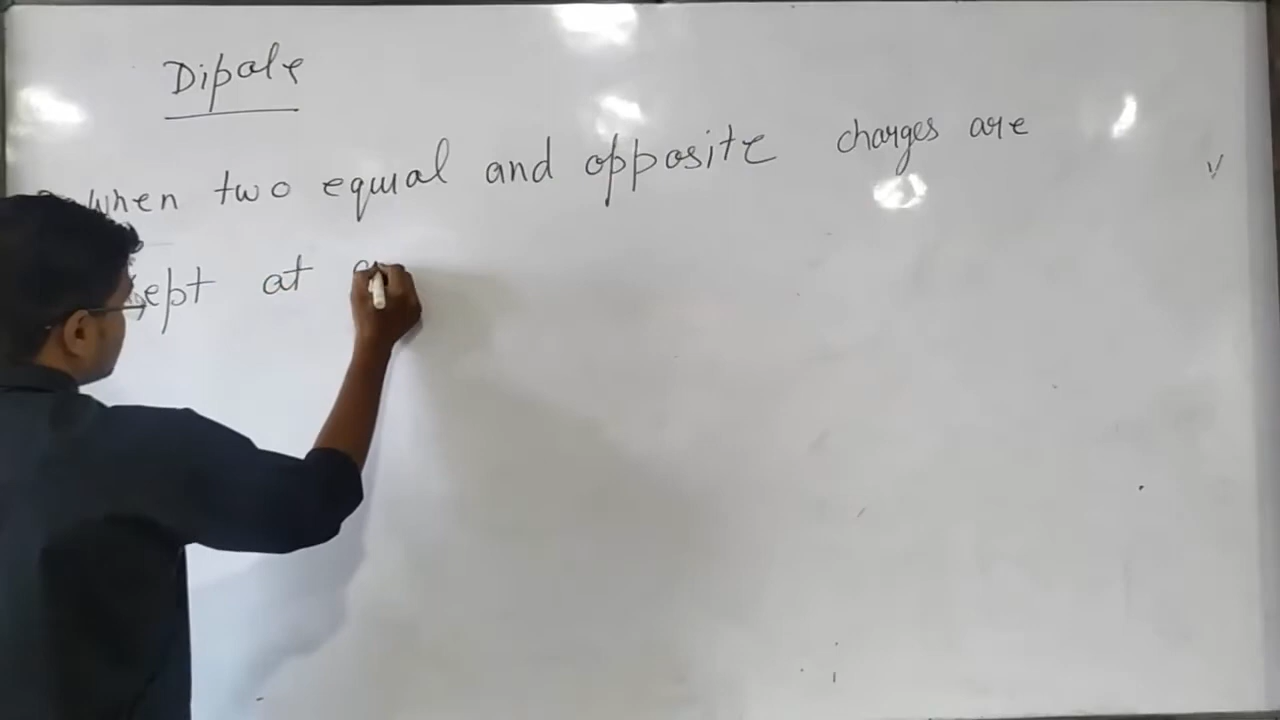 Dipole
when two equal and opposite charges are
kept at